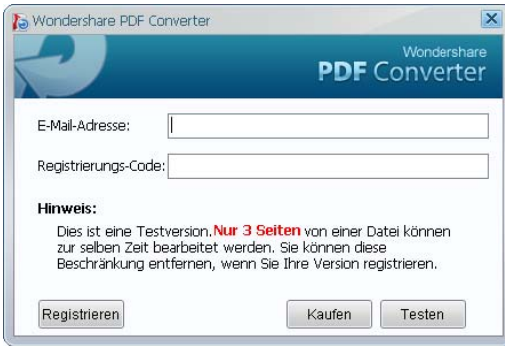 Wondershare PDF Converter
Wondershare
PDF Converter
E-Mail-Adresse:
Registrierungs-Code:
Hinweis:
Dies ist eine Testversion. Nur 3 Seiten von einer Datei können
zur selben Zeit bearbeitet werden. Sie können diese
Beschränkung entfernen, wenn Sie Ihre Version registrieren.
Registrieren Kaufen Testen